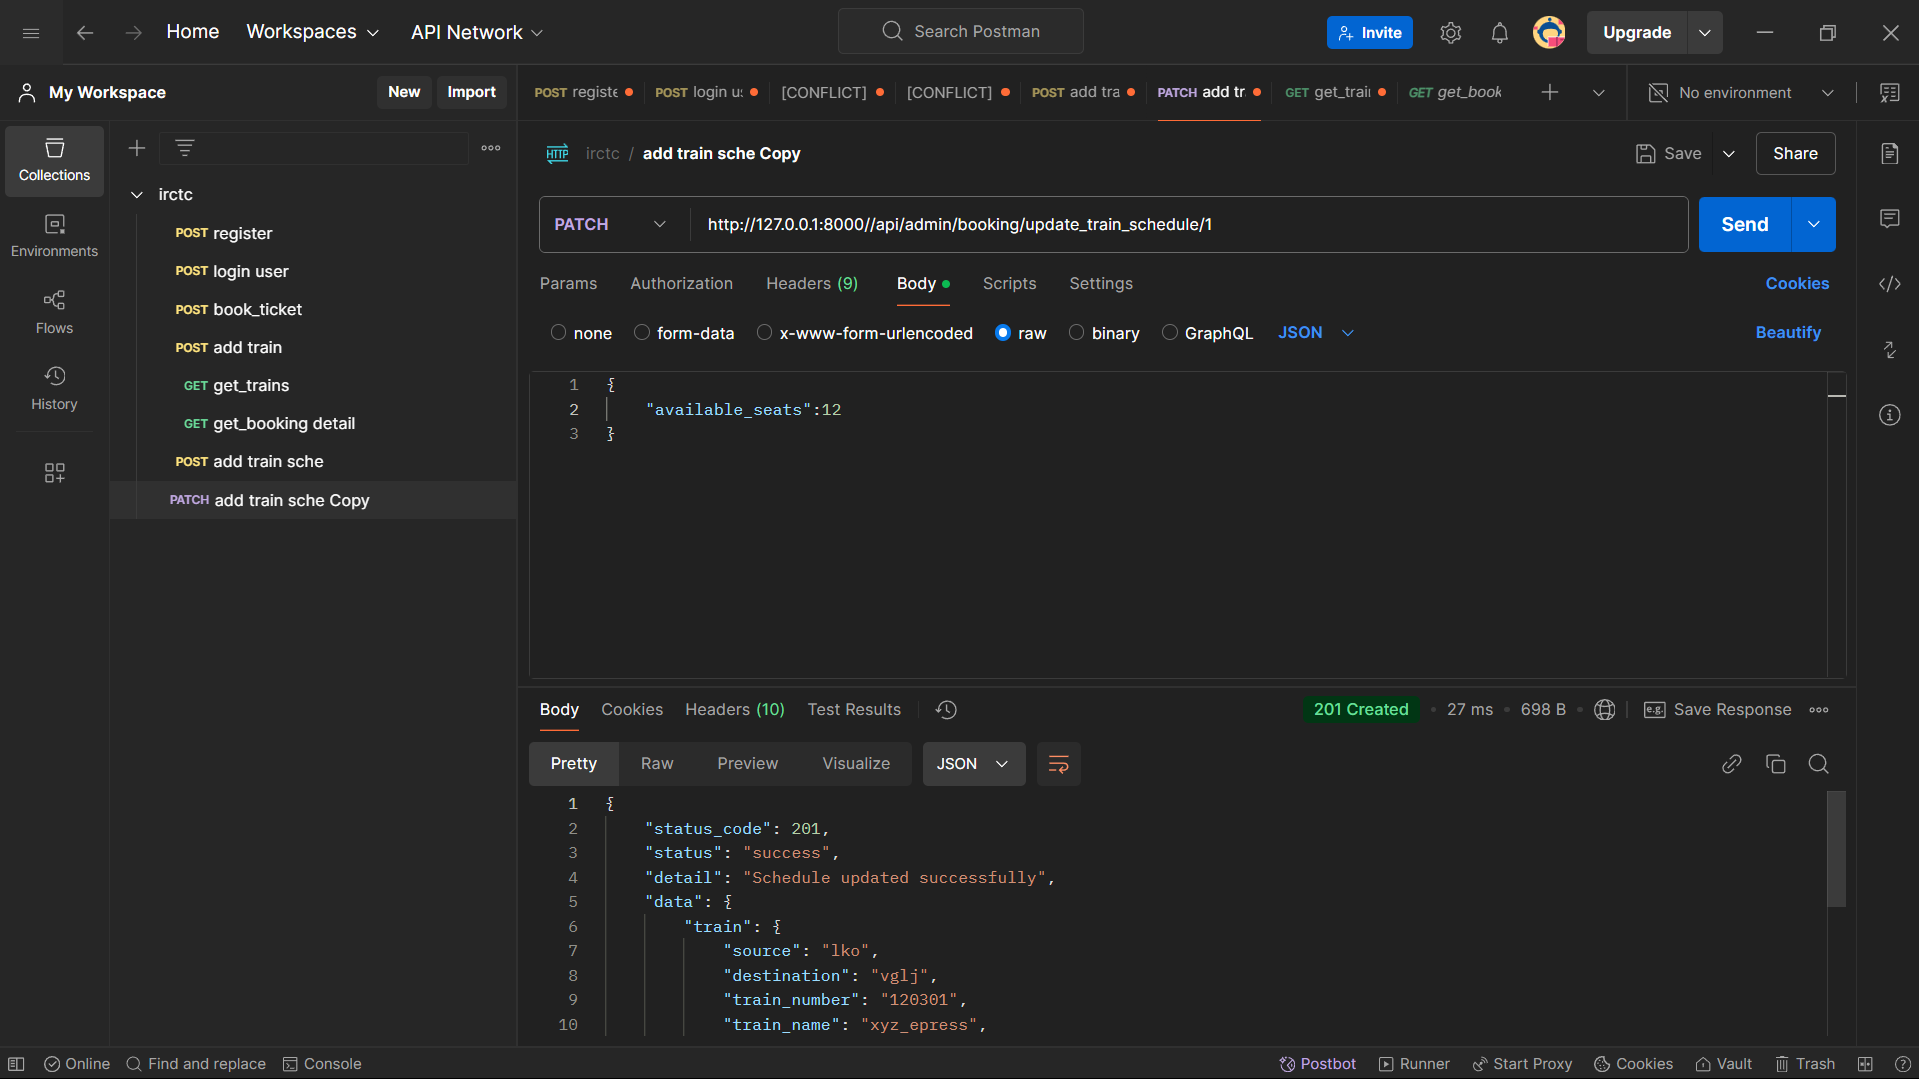 Home Workspaces API Network Search Postman Invite Upgrade
My Workspace New Import POST registe POST login us [CONFLICT] [CONFLICT] POST add tra PATCH add tr GET get_trai GET get_book No environment
Collections
Environments
Flows
History
irctc
POST register
POST login user
POST book_ticket
POST add train
GET get_trains
GET get_booking detail
POST add train sche
PATCH add train sche Copy
HTTP irctc / add train sche Copy Save Share
PATCH http://127.0.0.1:8000//api/admin/booking/update_train_schedule/1 Send
Params Authorization Headers (9) Body Scripts Settings Cookies
none form-data x-www-form-urlencoded raw binary GraphQL JSON Beautify
1 {
2 "available_seats":12
3 }
Body Cookies Headers (10) Test Results 201 Created 27 ms 698 B e.g. Save Response
Pretty Raw Preview Visualize JSON
1 {
2 "status_code": 201,
3 "status": "success",
4 "detail": "Schedule updated successfully",
5 "data": {
6 "train": {
7 "source": "lko",
8 "destination": "vglj",
9 "train_number": "120301",
10 "train_name": "xyz_epress",
Online Find and replace Console Postbot Runner Start Proxy Cookies Vault Trash